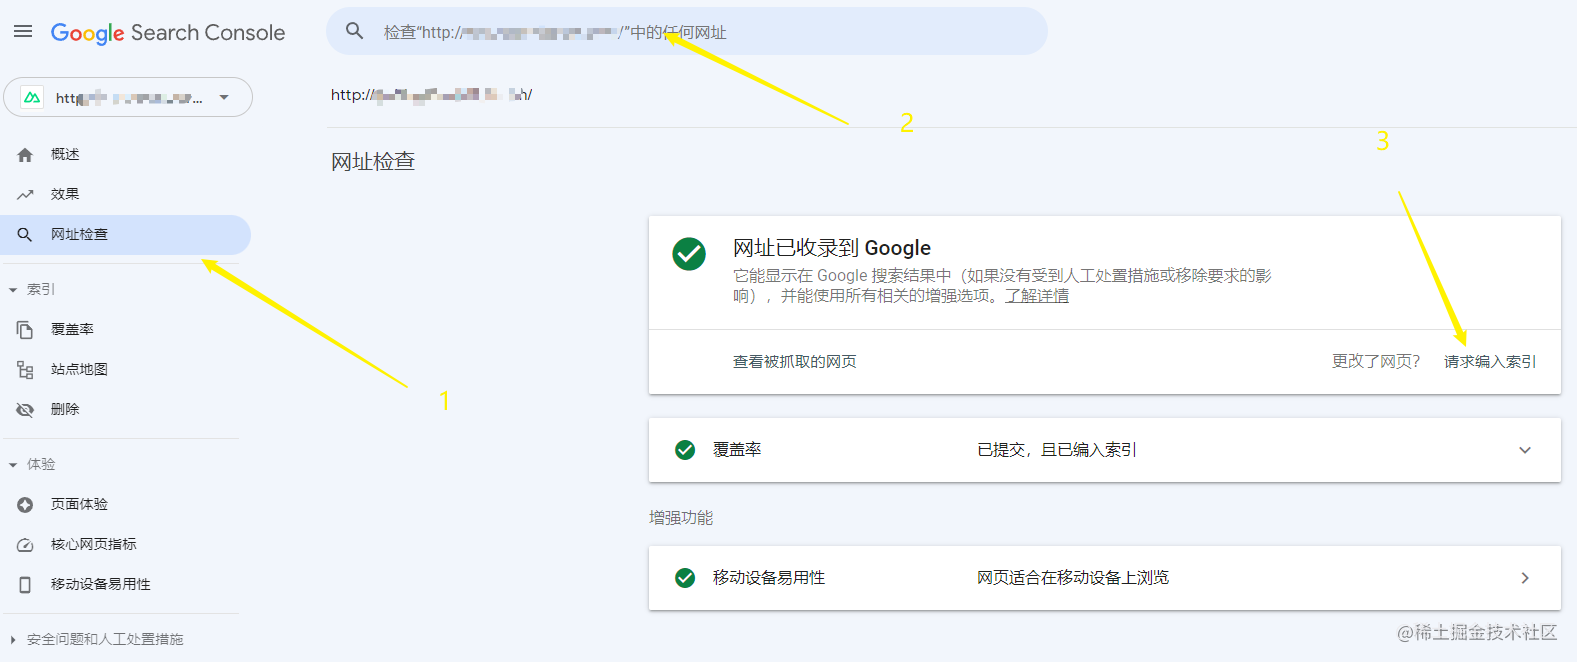 Google Search Console
检查“http://
/”中的任何网址
htt
...
http://
h/
2
3
概述
网址检查
效果
网址检查
网址已收录到 Google
它能显示在 Google 搜索结果中（如果没有受到人工处置措施或移除要求的影
响），并能使用所有相关的增强选项。了解详情
索引
覆盖率
查看被抓取的网页
更改了网页?
请求编入索引
站点地图
1
删除
覆盖率
已提交，且已编入索引
体验
页面体验
增强功能
核心网页指标
移动设备易用性
移动设备易用性
网页适合在移动设备上浏览
安全问题和人工处置措施
@稀土掘金技术社区